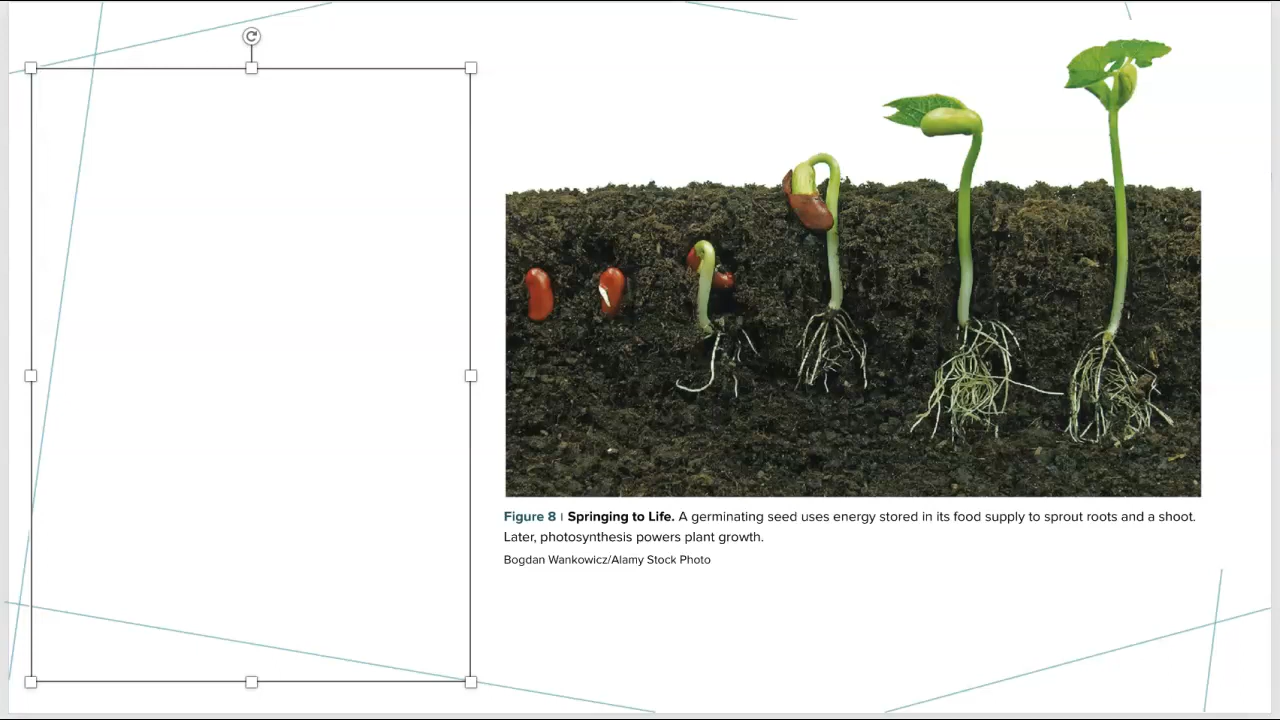 Figure 8 | Springing to Life. A germinating seed uses energy stored in its food supply to sprout roots and a shoot.
Later, photosynthesis powers plant growth.
Bogdan Wankowicz/Alamy Stock Photo